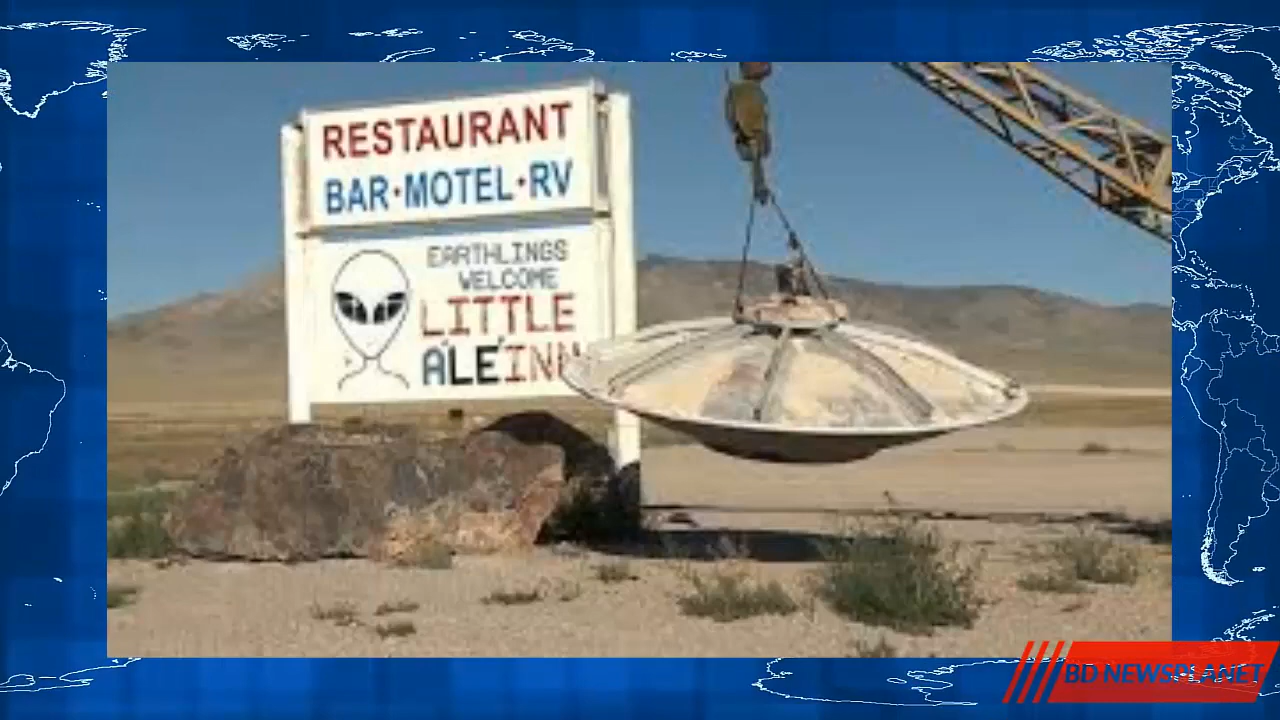 RESTAURANT
BAR•MOTEL•RV
EARTHLINGS
WELCOME
LITTLE
A'LE'INN
BD NEWSPLANET